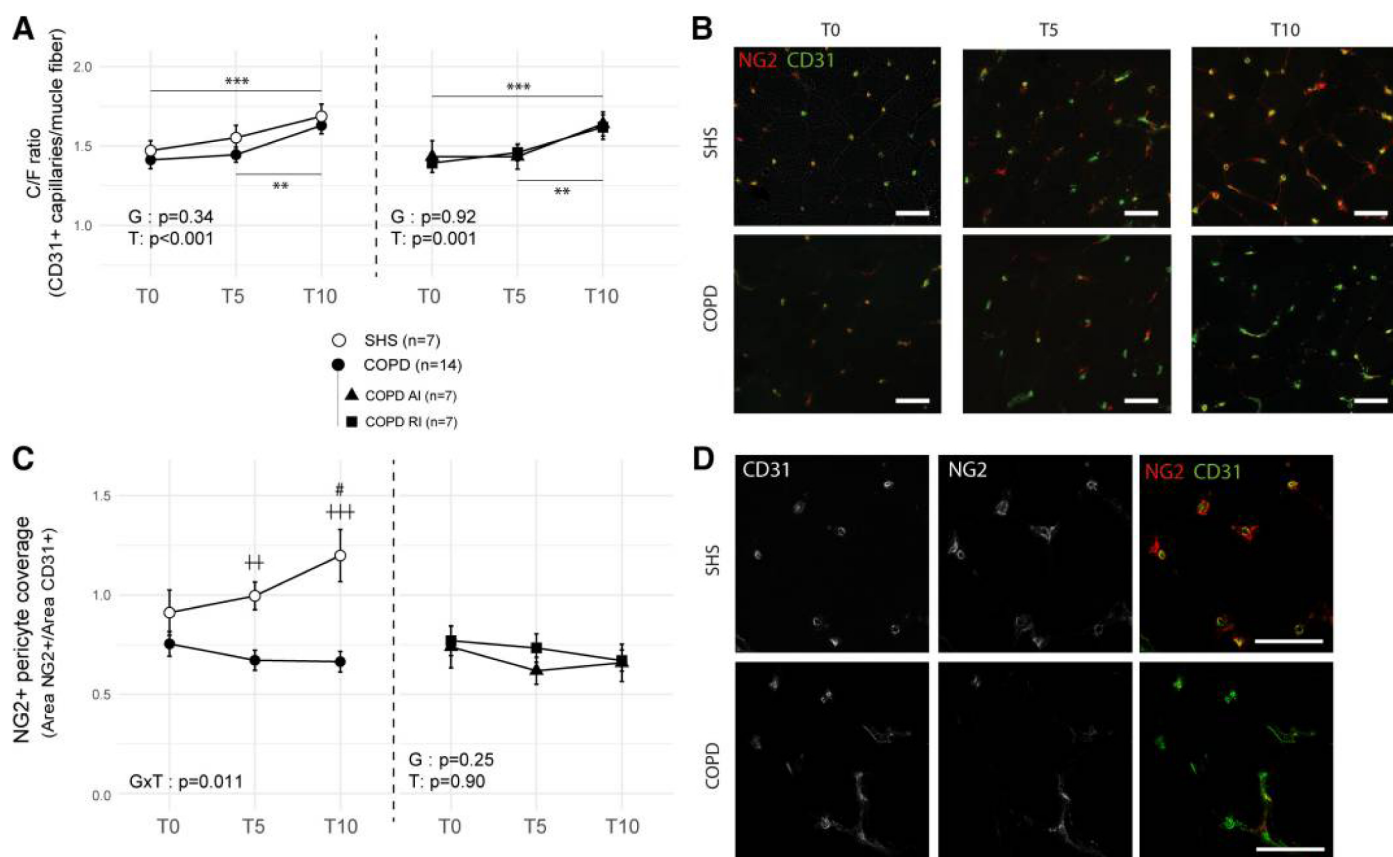 A
2.0
1.5
1.0
C/F ratio
(CD31+ capillaries/mucle fiber)
***
**
G : p=0.34
T: p<0.001
***
**
G : p=0.92
T: p=0.001
T0 T5 T10 T0 T5 T10
SHS (n=7)
COPD (n=14)
COPD AI (n=7)
COPD RI (n=7)
B
T0 T5 T10
NG2 CD31
SHS
COPD
C
1.5
1.0
0.5
0.0
NG2+ pericyte coverage
(Area NG2+/Area CD31+)
#
‡‡‡
‡‡
GxT : p=0.011
G : p=0.25
T: p=0.90
T0 T5 T10 T0 T5 T10
D
CD31 NG2 NG2 CD31
SHS
COPD